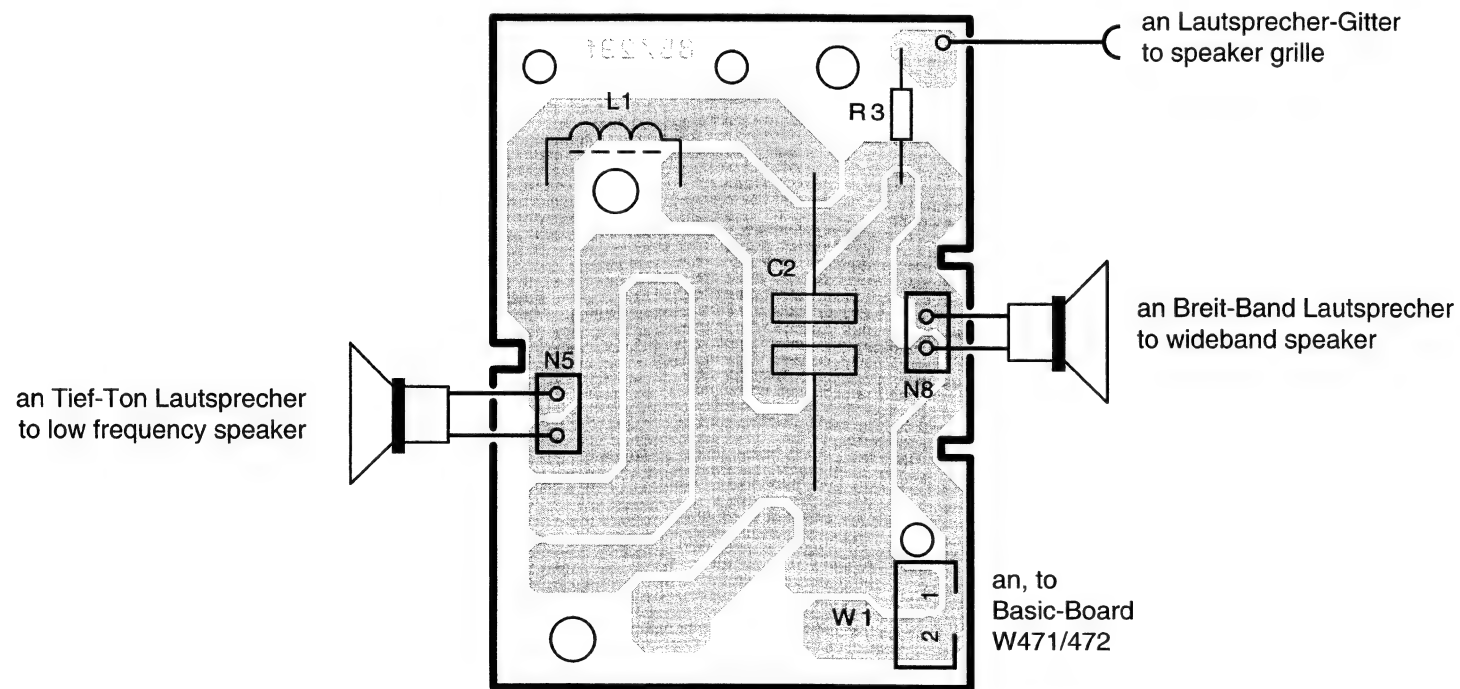 an Lautsprecher-Gitter
to speaker grille
L1
R3
C2
an Breit-Band Lautsprecher
to wideband speaker
N5
N8
an Tief-Ton Lautsprecher
to low frequency speaker
an, to
Basic-Board
W471/472
W1
1
2